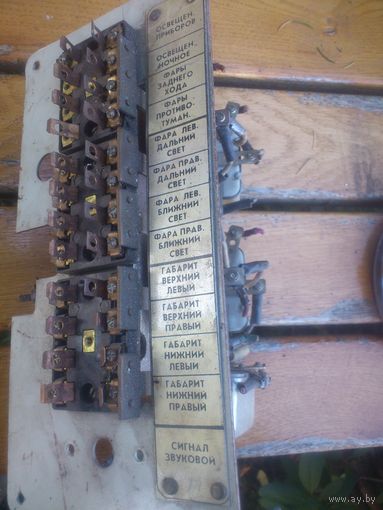 ОСВЕЩЕН.
ПРИБОРОВ
ОСВЕЩЕН.
НОЧНОЕ
ФАРЫ
ЗАДНЕГО
ХОДА
ФАРЫ
ПРОТИВО-
ТУМАН.
ФАРА ЛЕВ.
ДАЛЬНИЙ
СВЕТ
ФАРА ПРАВ.
ДАЛЬНИЙ
СВЕТ
ФАРА ЛЕВ.
БЛИЖНИЙ
СВЕТ
ФАРА ПРАВ.
БЛИЖНИЙ
СВЕТ
ГАБАРИТ
ВЕРХНИЙ
ЛЕВЫЙ
ГАБАРИТ
ВЕРХНИЙ
ПРАВЫЙ
ГАБАРИТ
НИЖНИЙ
ЛЕВЫЙ
ГАБАРИТ
НИЖНИЙ
ПРАВЫЙ
СИГНАЛ
ЗВУКОВОЙ
av.by